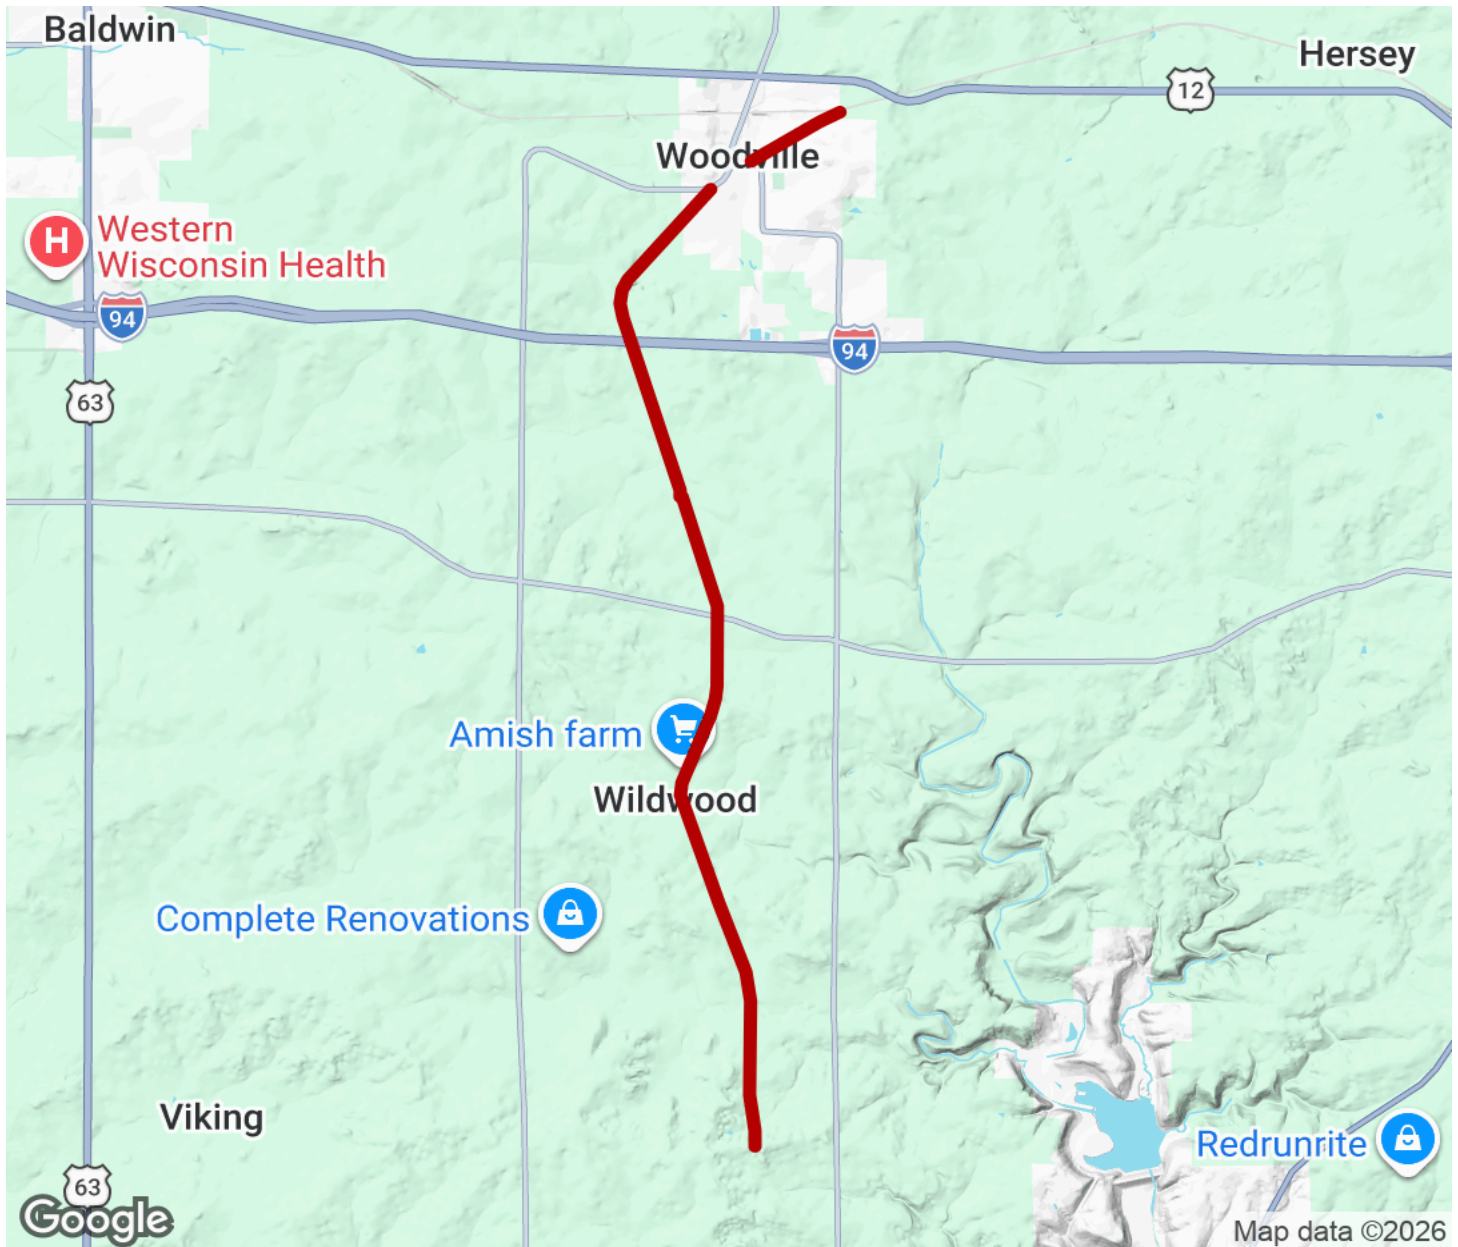 Baldwin
Hersey
12
Woodville
Western
Wisconsin Health
H
94
94
63
Amish farm
Wildwood
Complete Renovations
Viking
Redrunrite
63
Google
Map data ©2026